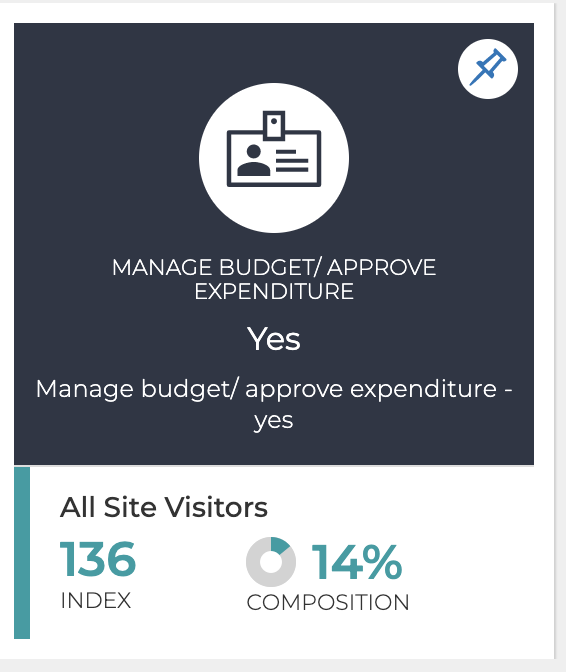 MANAGE BUDGET/ APPROVE
EXPENDITURE
Yes
Manage budget/ approve expenditure -
yes
All Site Visitors
136
INDEX
14%
COMPOSITION